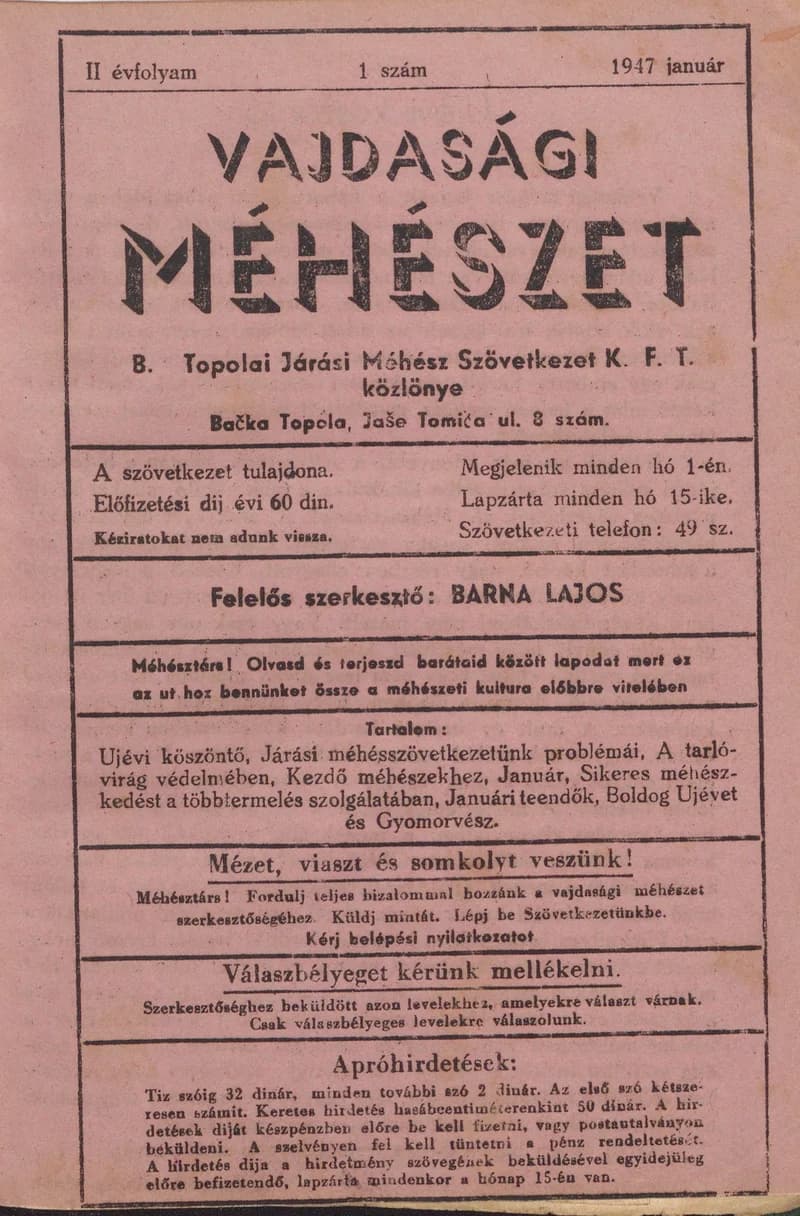 II évfolyam 1 szám 1947 január
VAJDASÁGI
MÉHÉSZET
B. Topolai Járási Méhész Szövetkezet K. F. T.
közlönye
Bačka Topola, Jaše Tomića ul. 8 szám.
A szövetkezet tulajdona.
Előfizetési dij évi 60 din.
Kéziratokat nem adunk vissza.
Megjelenik minden hó 1-én.
Lapzárta minden hó 15-ike.
Szövetkezeti telefon: 49 sz.
Felelős szerkesztő: BARNA LAJOS
Méhésztárs! Olvasd és terjeszd barátaid között lapodat mert ez
az ut hoz bennünket össze a méhészeti kultura előbbre vitelében
Tartalom:
Ujévi köszöntő, Járási méhésszövetkezetünk problémái, A tarló-
virág védelmében, Kezdő méhészekhez, Január, Sikeres méhész-
kedést a többtermelés szolgálatában, Januári teendők, Boldog Ujévet
és Gyomorvész.
Mézet, viaszt és somkolyt veszünk!
Méhésztárs! Fordulj teljes bizalommal hozzánk a vajdasági méhészet
szerkesztőségéhez. Küldj mintát. Lépj be Szövetkezetünkbe.
Kérj belépési nyilatkozatot
Válaszbélyeget kérünk mellékelni.
Szerkesztőséghez beküldött azon levelekhez, amelyekre választ várnak.
Csak válaszbélyeges levelekre válaszolunk.
Apróhirdetések:
Tiz szóig 32 dinár, minden további szó 2 dinár. Az első szó kétsze-
resen számit. Keretes hirdetés hasábcentiméterenkint 50 dinár. A hir-
detések diját készpénzben előre be kell fizetni, vagy postautalványon
beküldeni. A szelvényen fel kell tüntetni a pénz rendeltetését.
A hirdetés dija a hirdetmény szövegének beküldésével egyidejüleg
előre befizetendő, lapzárta mindenkor a hónap 15-én van.